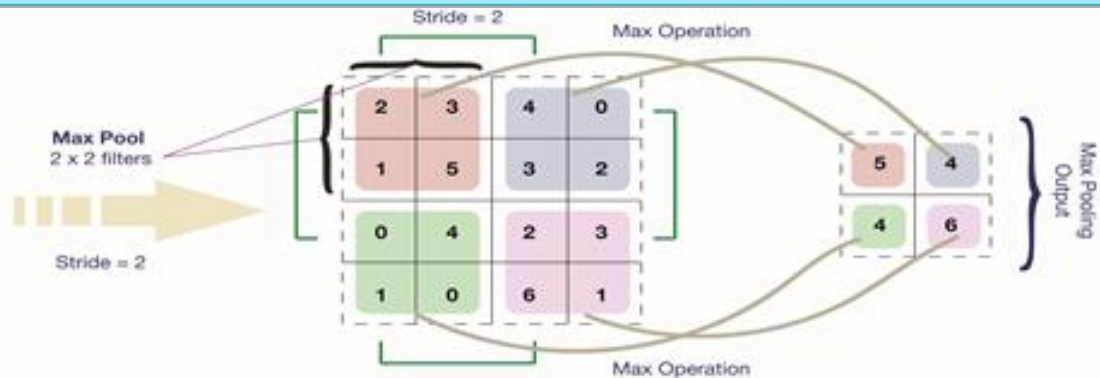 Stride = 2
Max Operation
Max Pool
2 x 2 filters
Stride = 2
2 3 4 0
1 5 3 2
0 4 2 3
1 0 6 1
5 4
4 6
Max Pooling
Output
Max Operation